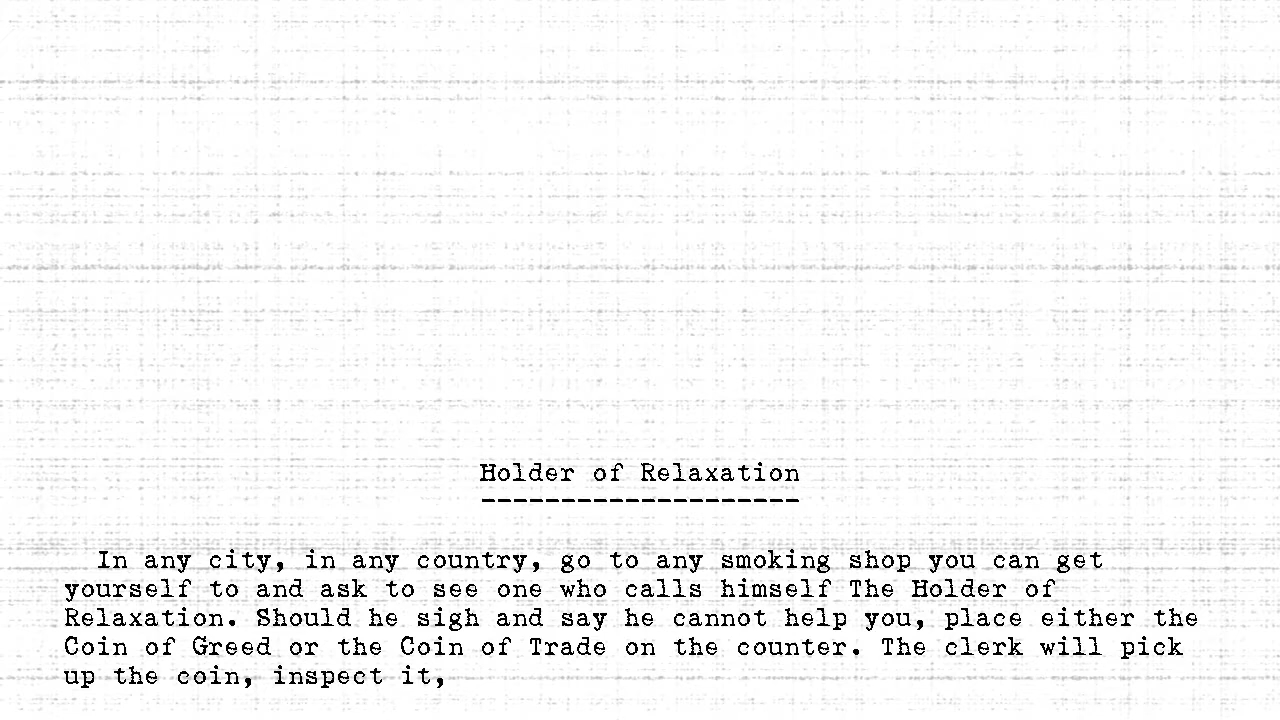 Holder of Relaxation
--------------------
In any city, in any country, go to any smoking shop you can get
yourself to and ask to see one who calls himself The Holder of
Relaxation. Should he sigh and say he cannot help you, place either the
Coin of Greed or the Coin of Trade on the counter. The clerk will pick
up the coin, inspect it,